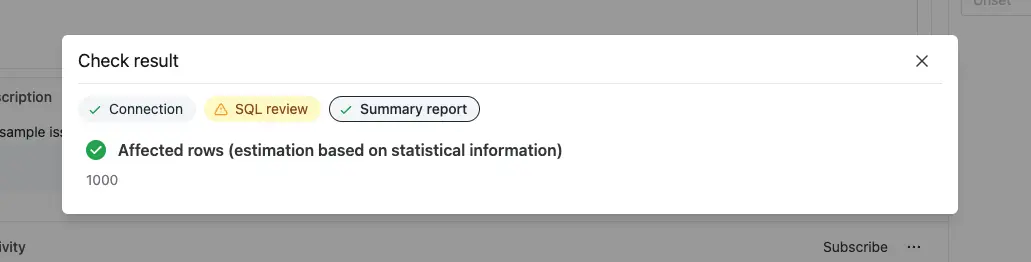 Unset
Check result
Connection
SQL review
Summary report
cription
sample iss
Affected rows (estimation based on statistical information)
1000
ivity
Subscribe